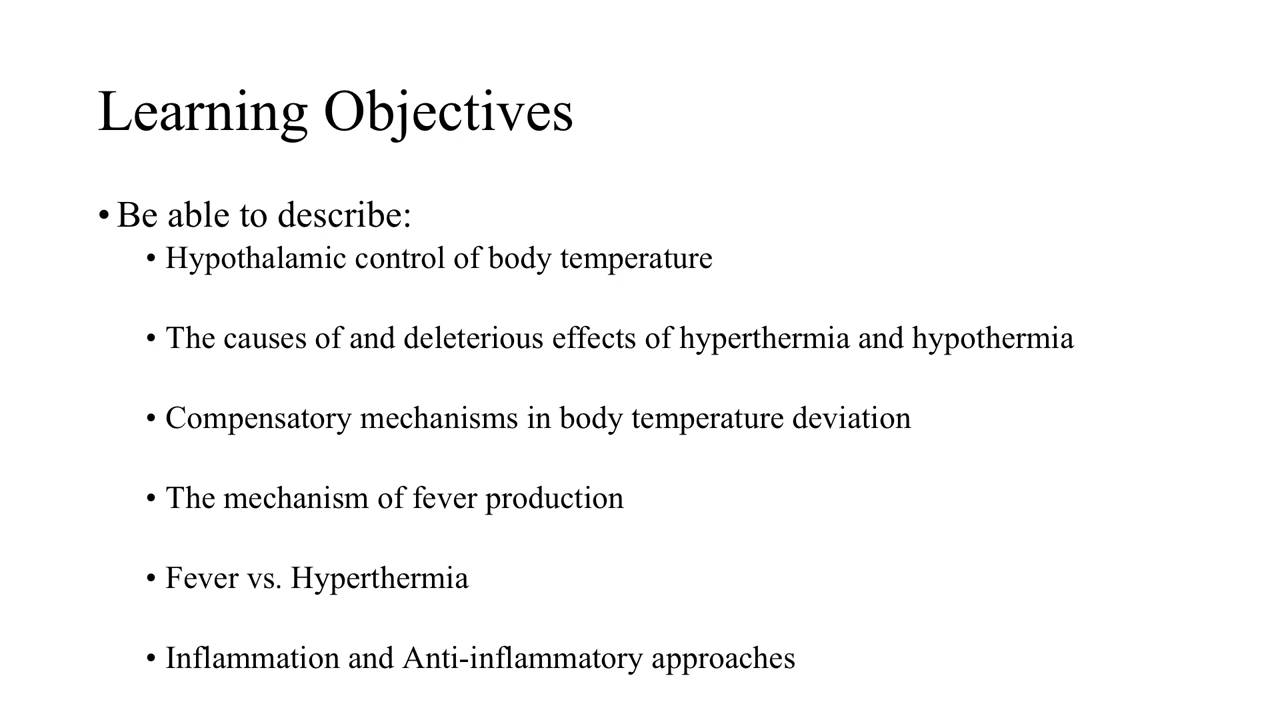 Learning Objectives
• Be able to describe:
• Hypothalamic control of body temperature
• The causes of and deleterious effects of hyperthermia and hypothermia
• Compensatory mechanisms in body temperature deviation
• The mechanism of fever production
• Fever vs. Hyperthermia
• Inflammation and Anti-inflammatory approaches